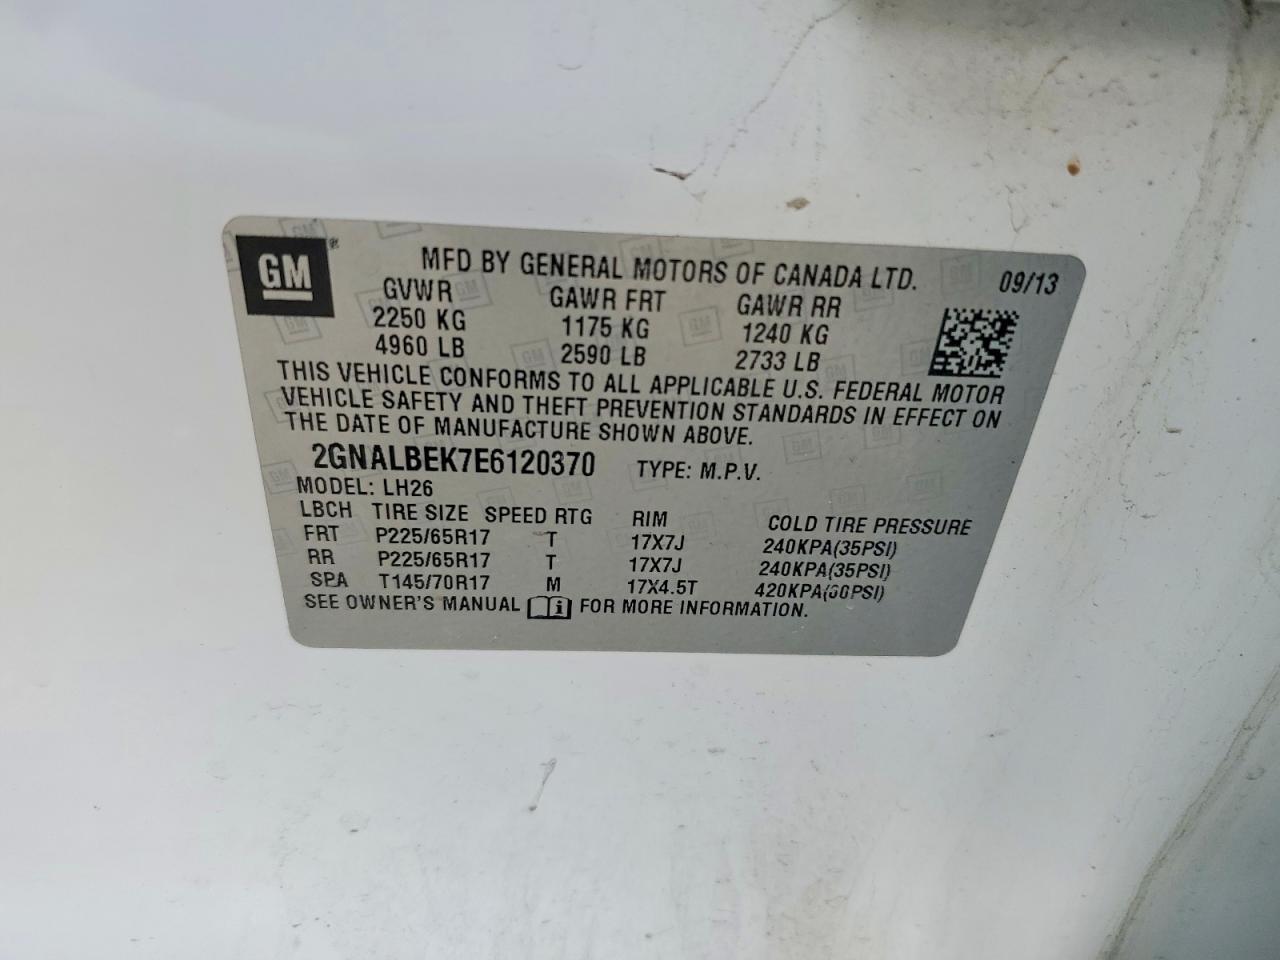 GM ®
MFD BY GENERAL MOTORS OF CANADA LTD. 09/13
GVWR GAWR FRT GAWR RR
2250 KG 1175 KG 1240 KG
4960 LB 2590 LB 2733 LB
THIS VEHICLE CONFORMS TO ALL APPLICABLE U.S. FEDERAL MOTOR
VEHICLE SAFETY AND THEFT PREVENTION STANDARDS IN EFFECT ON
THE DATE OF MANUFACTURE SHOWN ABOVE.
2GNALBEK7E6120370 TYPE: M.P.V.
MODEL: LH26
LBCH TIRE SIZE SPEED RTG RIM COLD TIRE PRESSURE
FRT P225/65R17 T 17X7J 240KPA(35PSI)
RR P225/65R17 T 17X7J 240KPA(35PSI)
SPA T145/70R17 M 17X4.5T 420KPA(60PSI)
SEE OWNER'S MANUAL i FOR MORE INFORMATION.